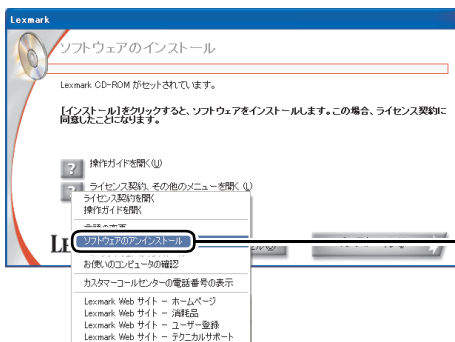 Lexmark
ソフトウェアのインストール
Lexmark CD-ROM がセットされています。
[インストール]をクリックすると、ソフトウェアをインストールします。この場合、ライセンス契約に
同意したことになります。
操作ガイドを開く(U)
ライセンス契約、その他のメニューを開く(L)
ライセンス契約を開く
操作ガイドを開く
ソフトウェアのアンインストール
お使いのコンピュータの確認
カスタマーコールセンターの電話番号の表示
Lexmark Web サイト － ホームページ
Lexmark Web サイト － 消耗品
Lexmark Web サイト － ユーザー登録
Lexmark Web サイト － テクニカルサポート